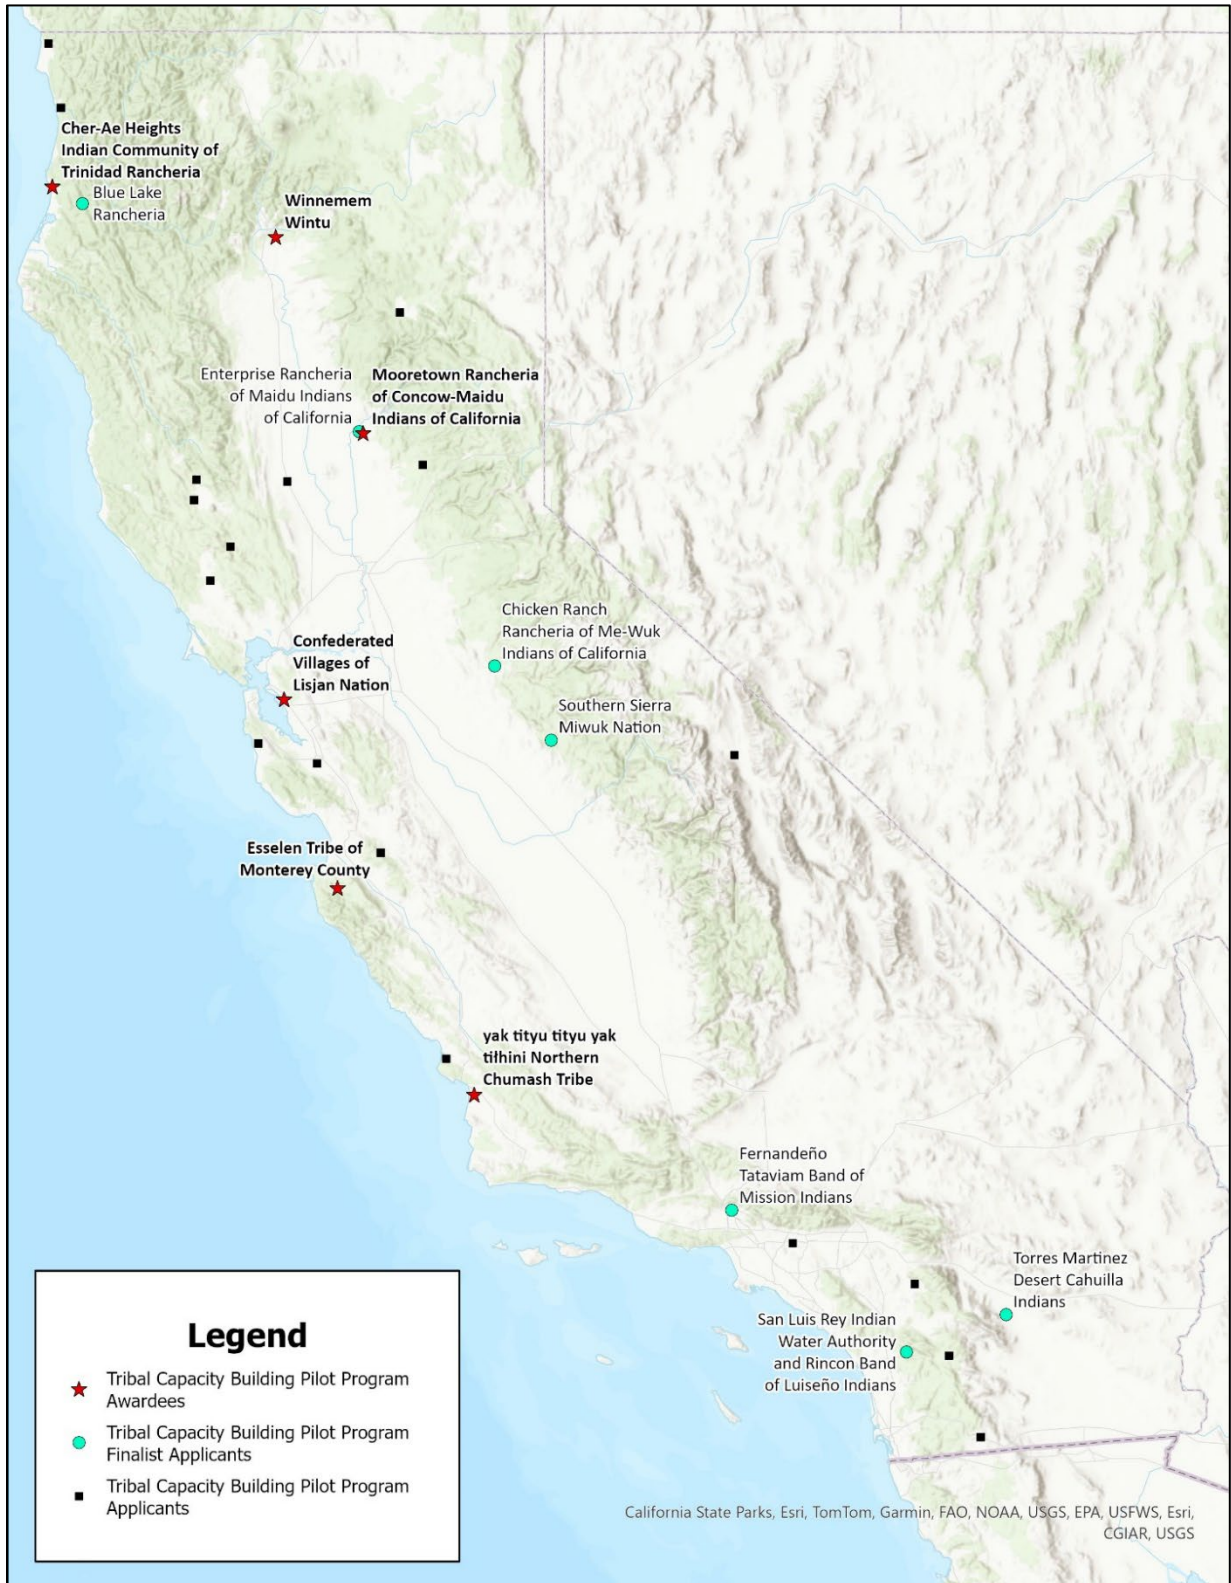 Cher-Ae Heights
Indian Community of
Trinidad Rancheria
Blue Lake
Rancheria
Winnemem
Wintu
Enterprise Rancheria
of Maidu Indians
of California
Mooretown Rancheria
of Concow-Maidu
Indians of California
Chicken Ranch
Rancheria of Me-Wuk
Indians of California
Confederated
Villages of
Lisjan Nation
Southern Sierra
Miwuk Nation
Esselen Tribe of
Monterey County
yak tityu tityu yak
tiłhini Northern
Chumash Tribe
Fernandeño
Tataviam Band of
Mission Indians
Torres Martinez
Desert Cahuilla
Indians
San Luis Rey Indian
Water Authority
and Rincon Band
of Luiseño Indians
Legend
Tribal Capacity Building Pilot Program
Awardees
Tribal Capacity Building Pilot Program
Finalist Applicants
Tribal Capacity Building Pilot Program
Applicants
California State Parks, Esri, TomTom, Garmin, FAO, NOAA, USGS, EPA, USFWS, Esri,
CGIAR, USGS